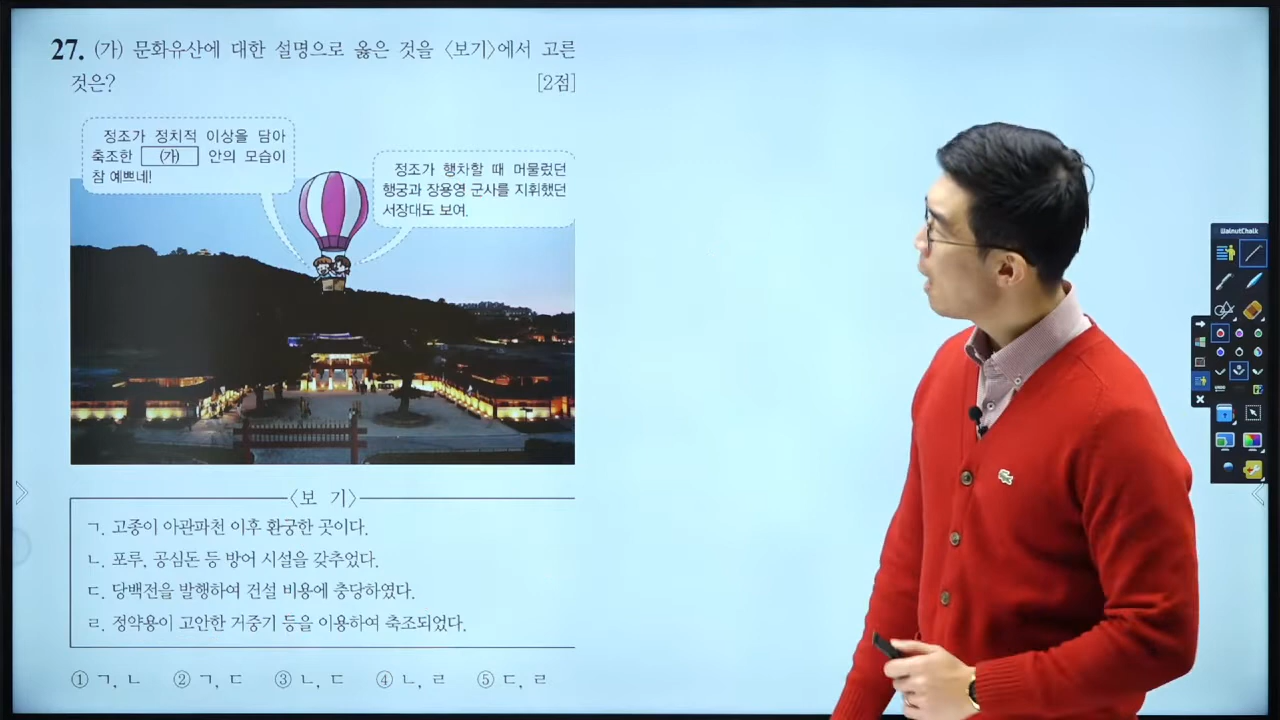 27. (가) 문화유산에 대한 설명으로 옳은 것을 〈보기〉에서 고른
것은? [2점]
정조가 정치적 이상을 담아
축조한 (가) 안의 모습이
참 예쁘네!
정조가 행차할 때 머물렀던
행궁과 장용영 군사를 지휘했던
서장대도 보여.
〈보 기〉
ㄱ. 고종이 아관파천 이후 환궁한 곳이다.
ㄴ. 포루, 공심돈 등 방어 시설을 갖추었다.
ㄷ. 당백전을 발행하여 건설 비용에 충당하였다.
ㄹ. 정약용이 고안한 거중기 등을 이용하여 축조되었다.
① ㄱ, ㄴ ② ㄱ, ㄷ ③ ㄴ, ㄷ ④ ㄴ, ㄹ ⑤ ㄷ, ㄹ
WalnutChalk